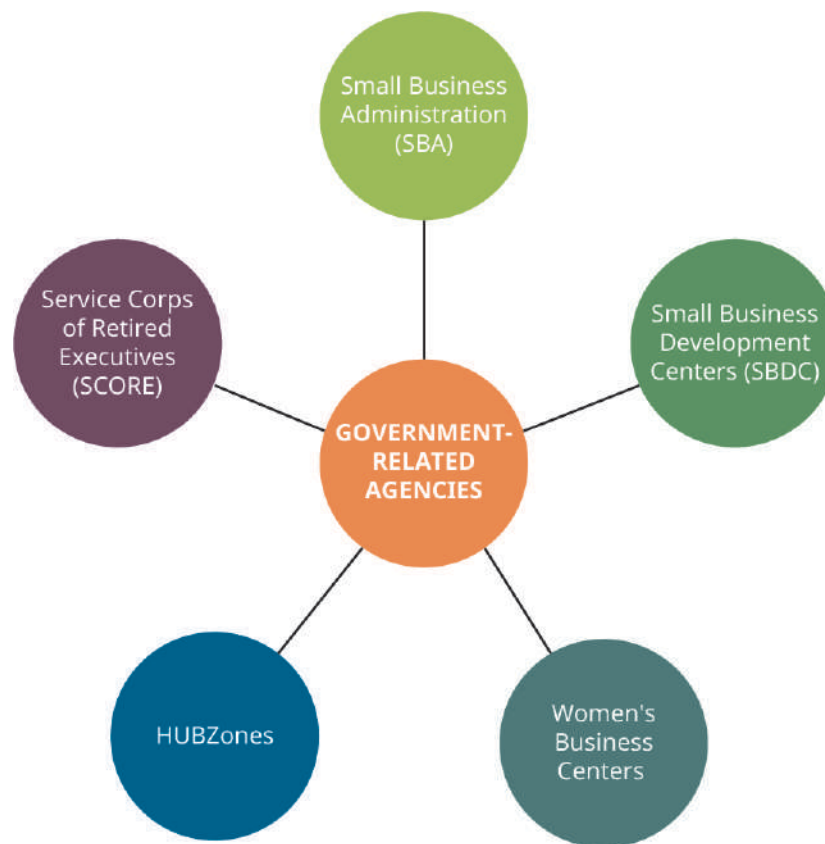 Small Business
Administration
(SBA)
Service Corps
of Retired
Executives
(SCORE)
Small Business
Development
Centers (SBDC)
GOVERNMENT-
RELATED
AGENCIES
HUBZones
Women's
Business
Centers